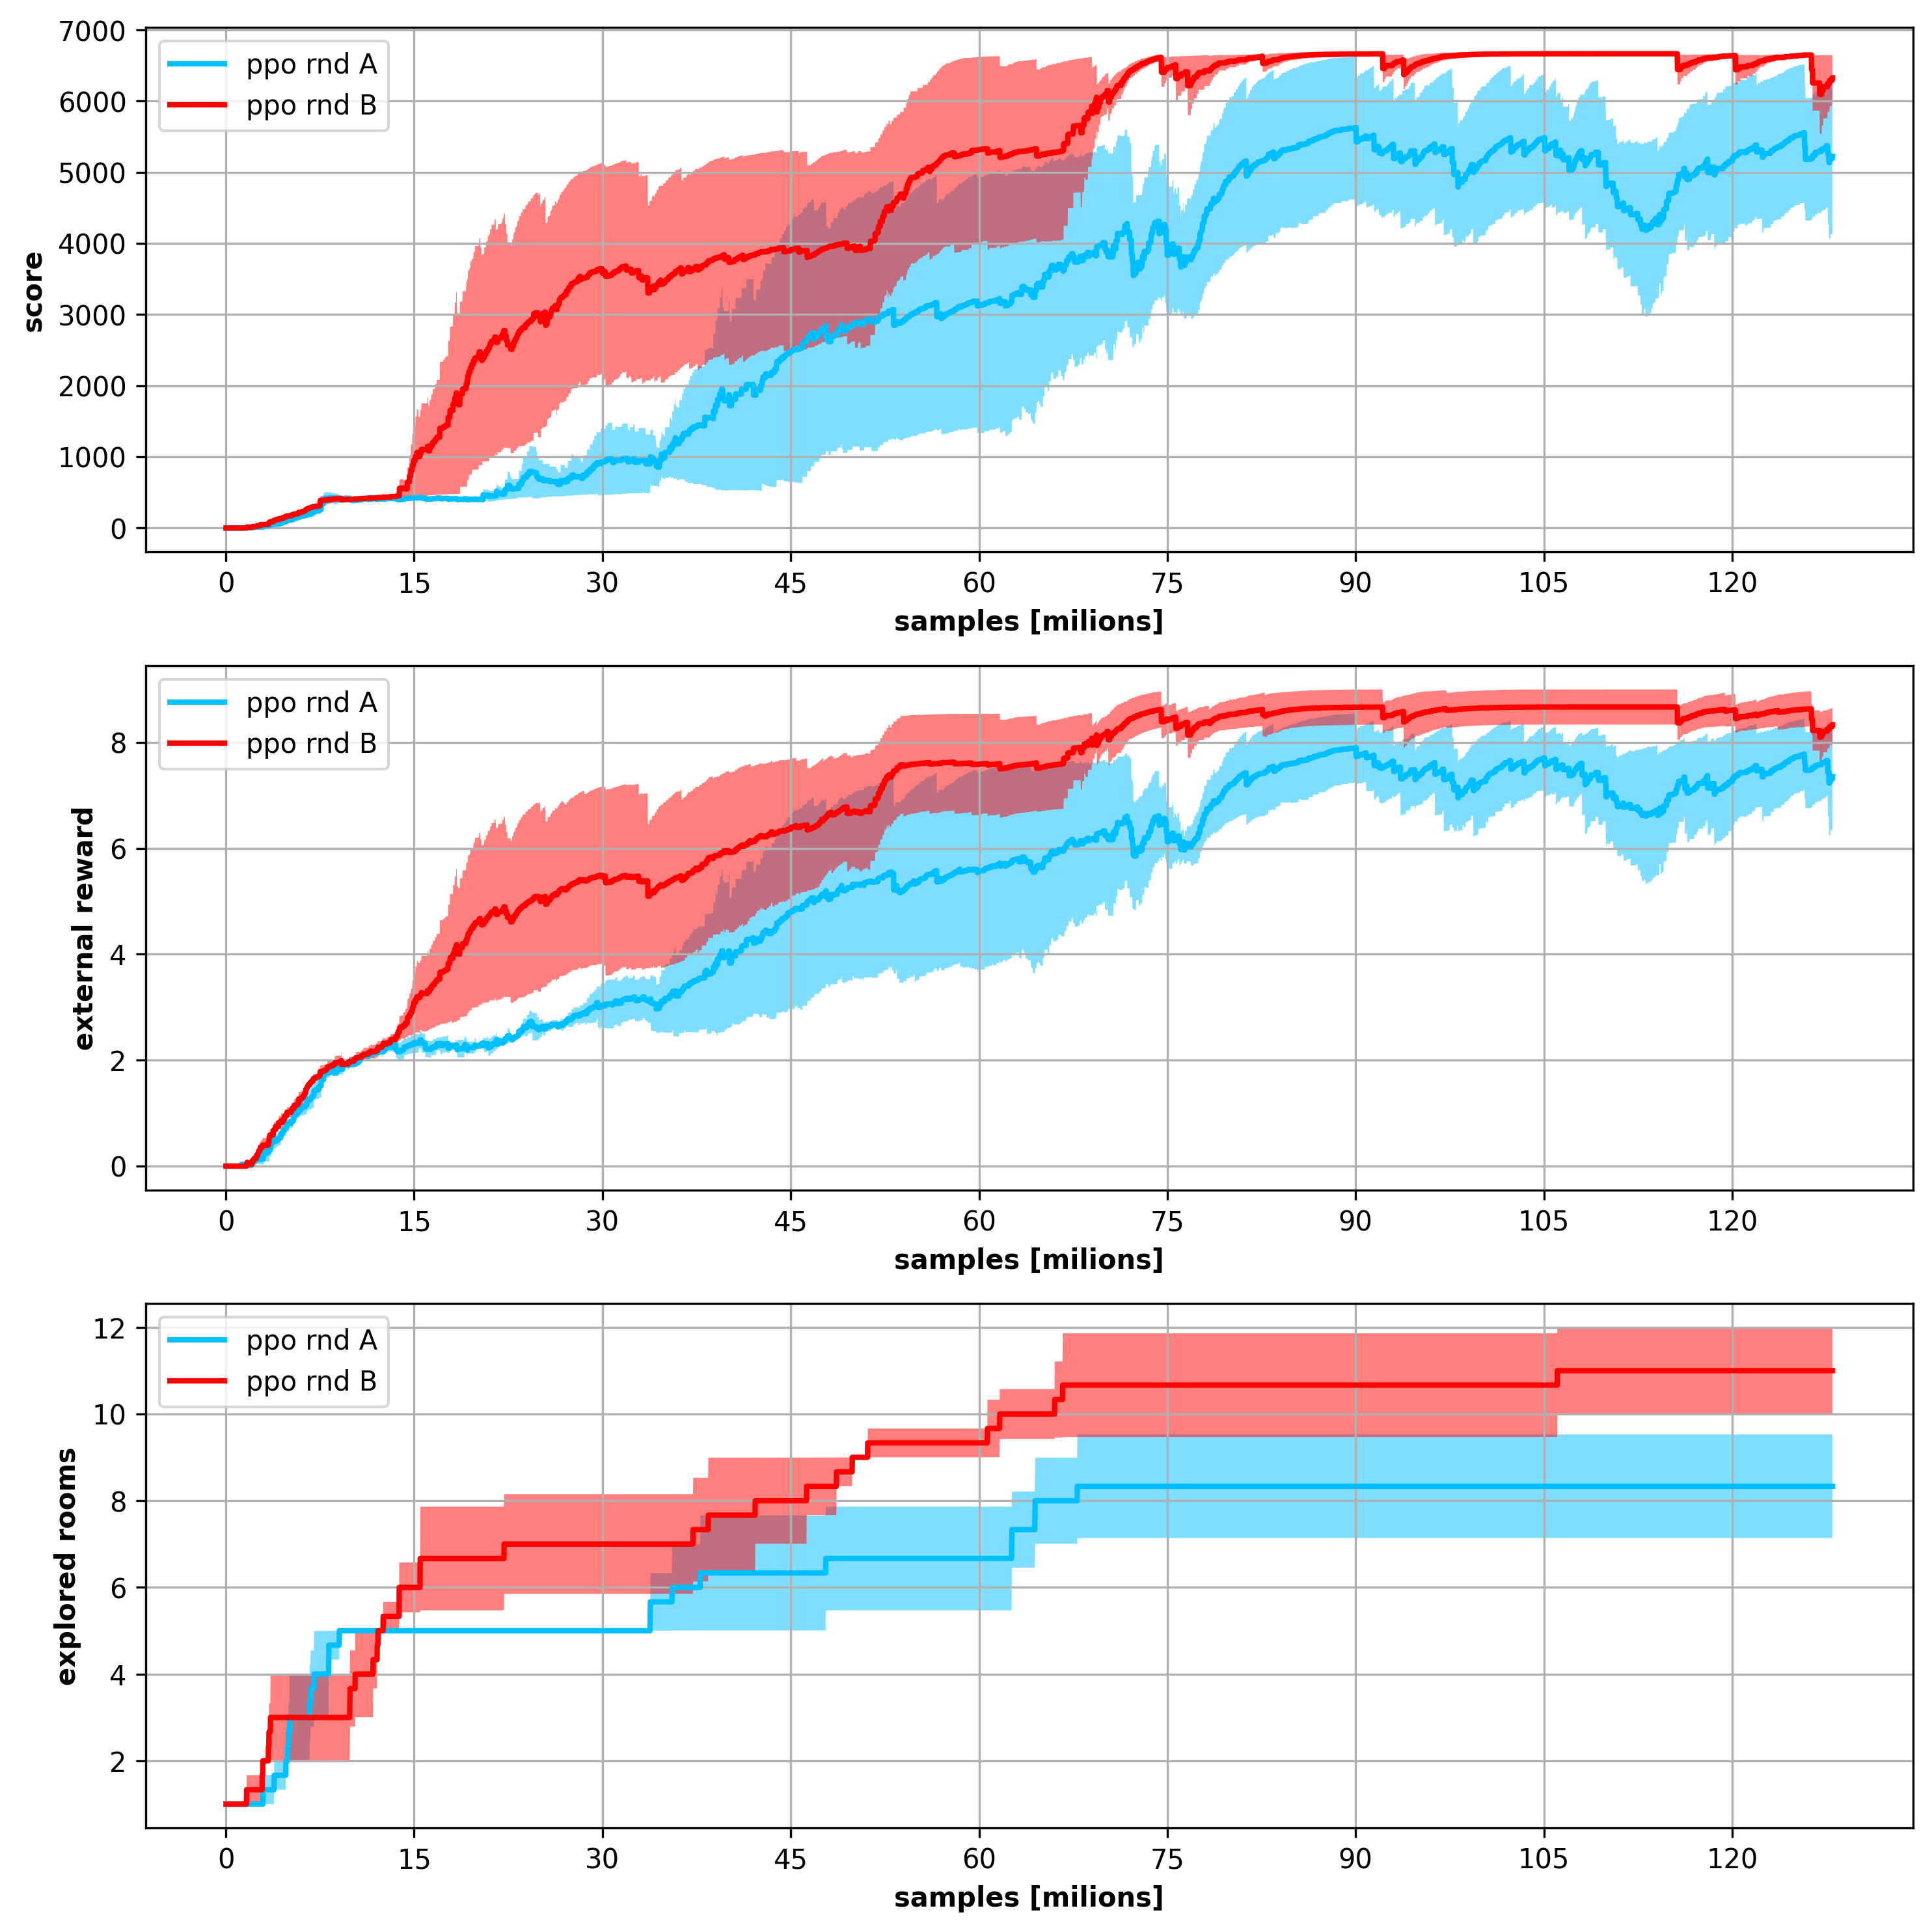 7000
6000
5000
4000
3000
2000
1000
0
score
ppo rnd A
ppo rnd B
0 15 30 45 60 75 90 105 120
samples [milions]
8
6
4
2
0
external reward
ppo rnd A
ppo rnd B
0 15 30 45 60 75 90 105 120
samples [milions]
12
10
8
6
4
2
explored rooms
ppo rnd A
ppo rnd B
0 15 30 45 60 75 90 105 120
samples [milions]